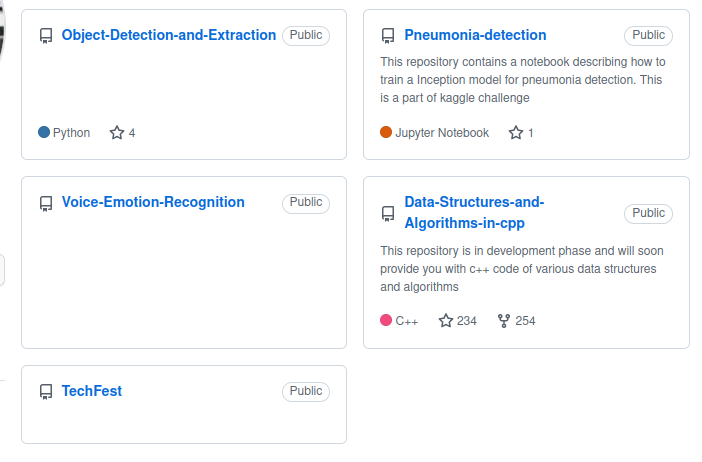 Object-Detection-and-Extraction Public
Python 4
Pneumonia-detection Public
This repository contains a notebook describing how to
train a Inception model for pneumonia detection. This
is a part of kaggle challenge
Jupyter Notebook 1
Voice-Emotion-Recognition Public
Data-Structures-and-
Algorithms-in-cpp Public
This repository is in development phase and will soon
provide you with c++ code of various data structures
and algorithms
C++ 234 254
TechFest Public